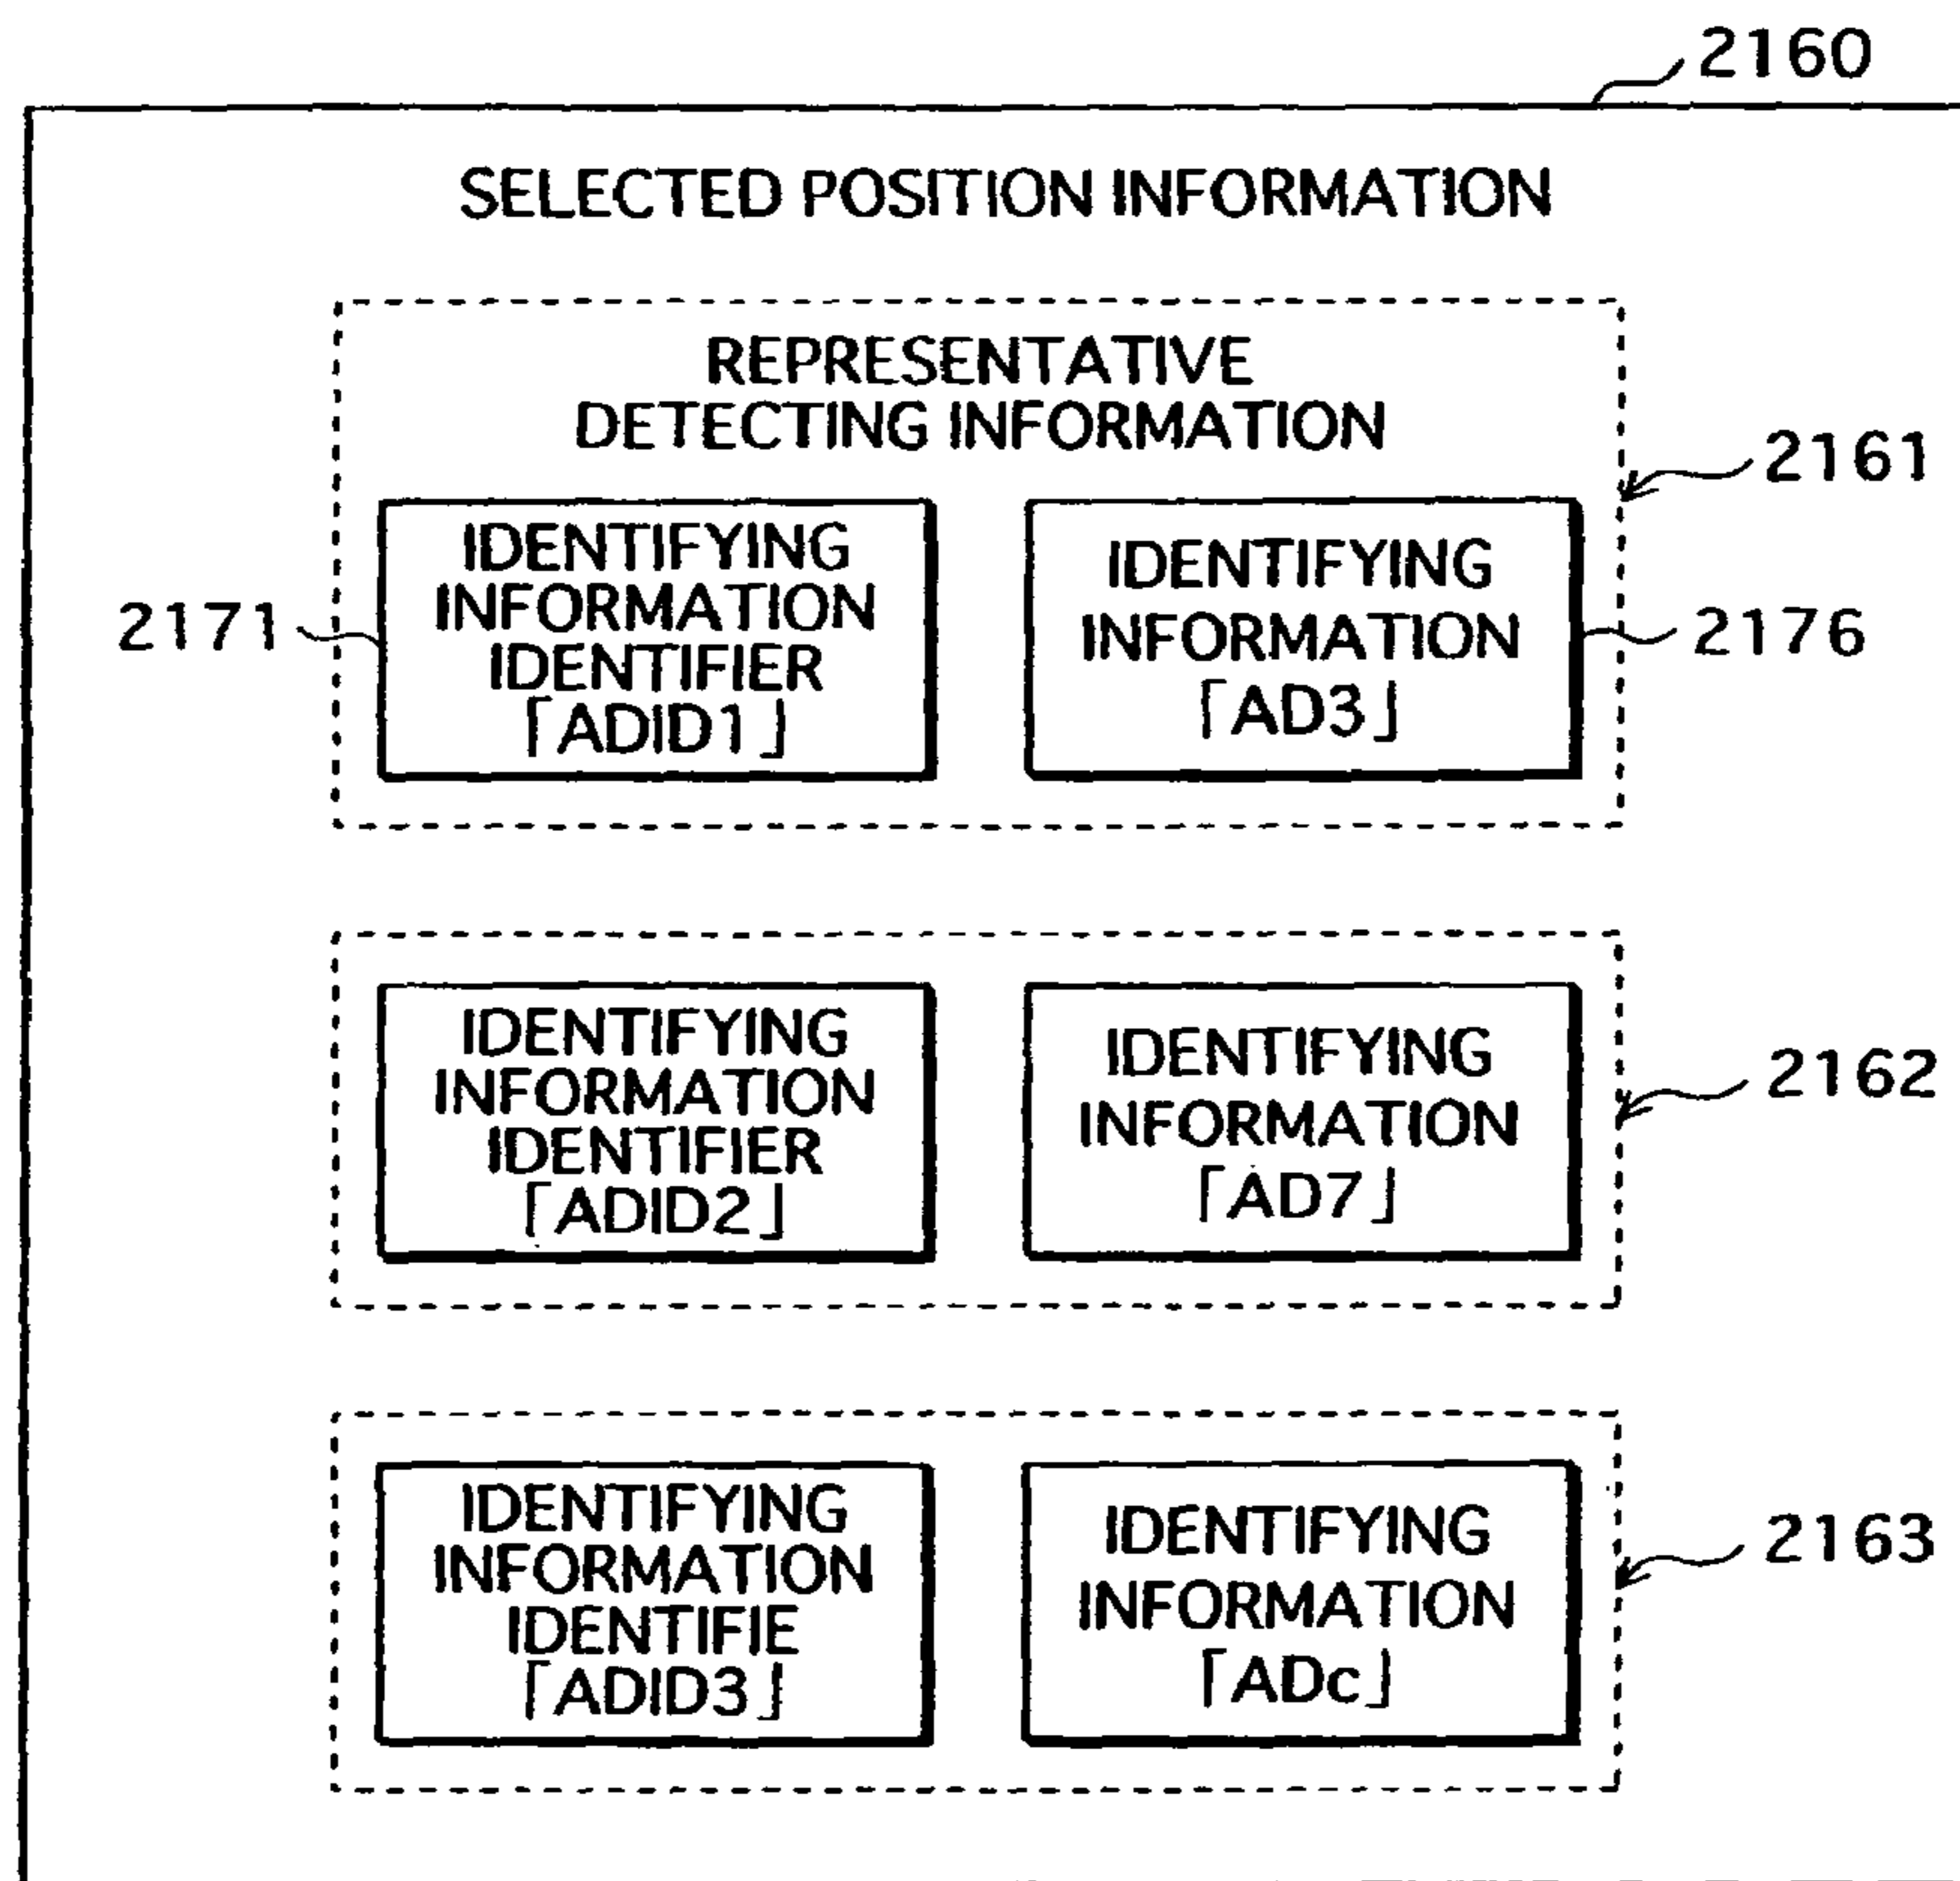 2160
SELECTED POSITION INFORMATION
REPRESENTATIVE
DETECTING INFORMATION
2161
IDENTIFYING
INFORMATION
IDENTIFIER
「ADID1」
2171
IDENTIFYING
INFORMATION
「AD3」
2176
IDENTIFYING
INFORMATION
IDENTIFIER
「ADID2」
IDENTIFYING
INFORMATION
「AD7」
2162
IDENTIFYING
INFORMATION
IDENTIFIE
「ADID3」
IDENTIFYING
INFORMATION
「ADc」
2163